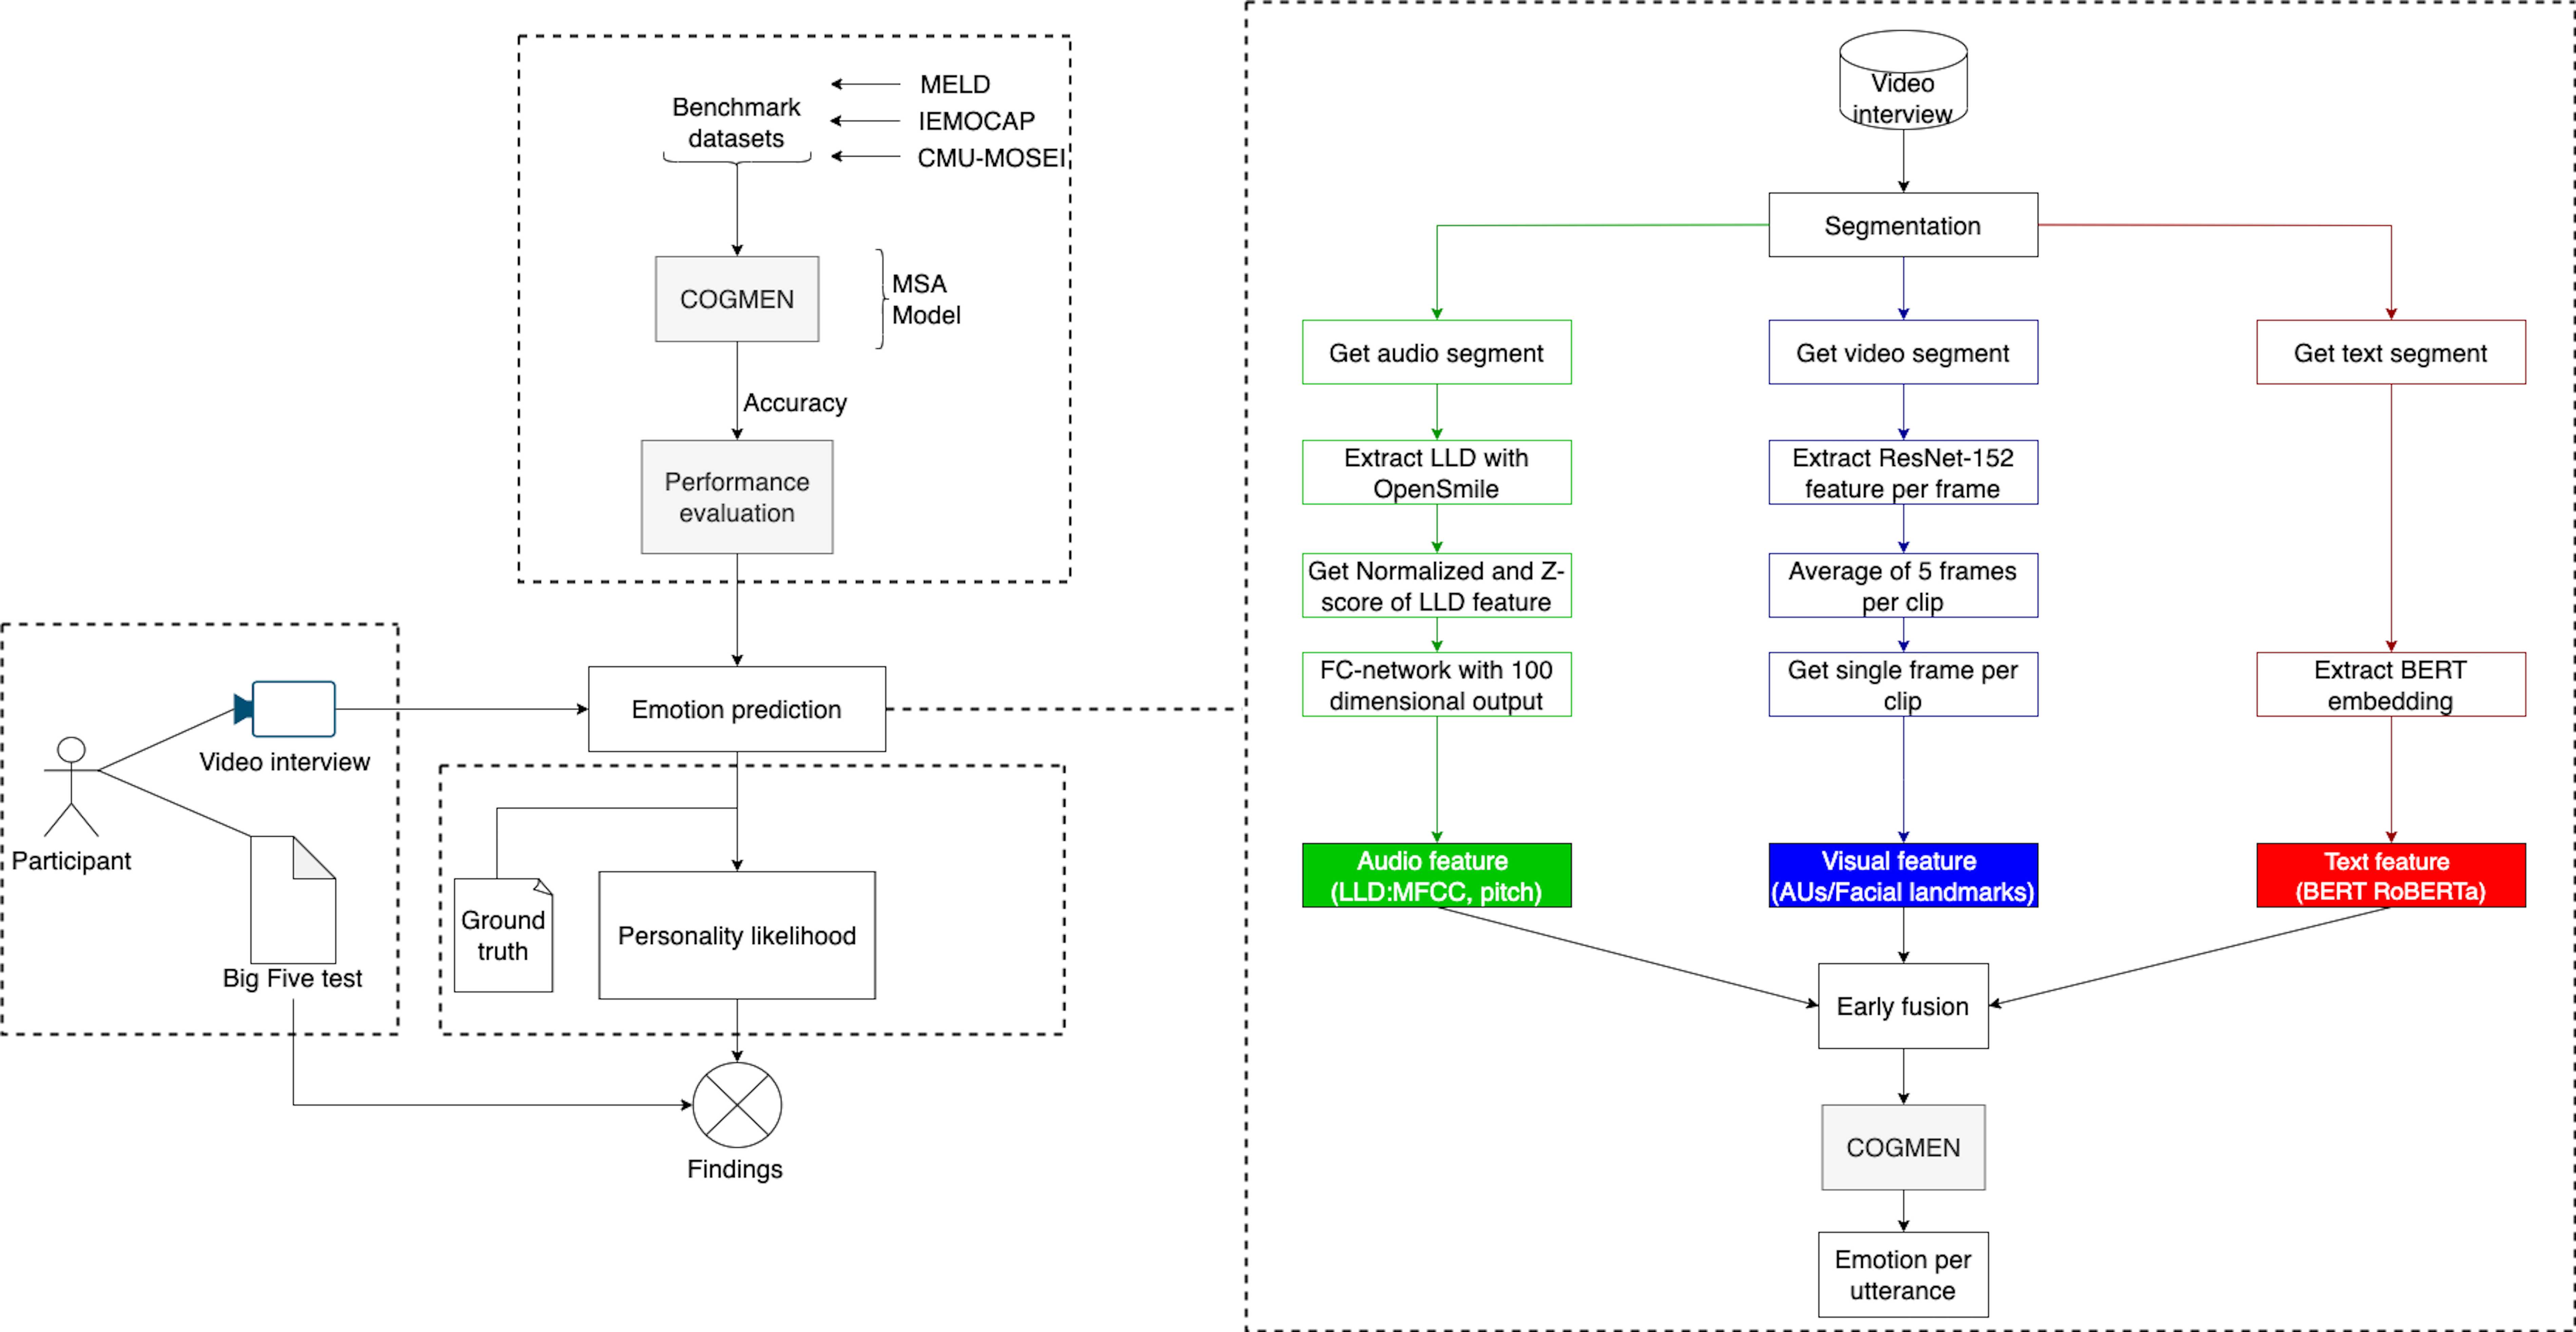 Benchmark
datasets
MELD
IEMOCAP
CMU-MOSEI
COGMEN
MSA
Model
Accuracy
Performance
evaluation
Video interview
Participant
Big Five test
Emotion prediction
Ground
truth
Personality likelihood
Findings
Video
interview
Segmentation
Get audio segment
Get video segment
Get text segment
Extract LLD with
OpenSmile
Extract ResNet-152
feature per frame
Get Normalized and Z-
score of LLD feature
Average of 5 frames
per clip
FC-network with 100
dimensional output
Get single frame per
clip
Extract BERT
embedding
Audio feature
(LLD:MFCC, pitch)
Visual feature
(AUs/Facial landmarks)
Text feature
(BERT RoBERTa)
Early fusion
COGMEN
Emotion per
utterance